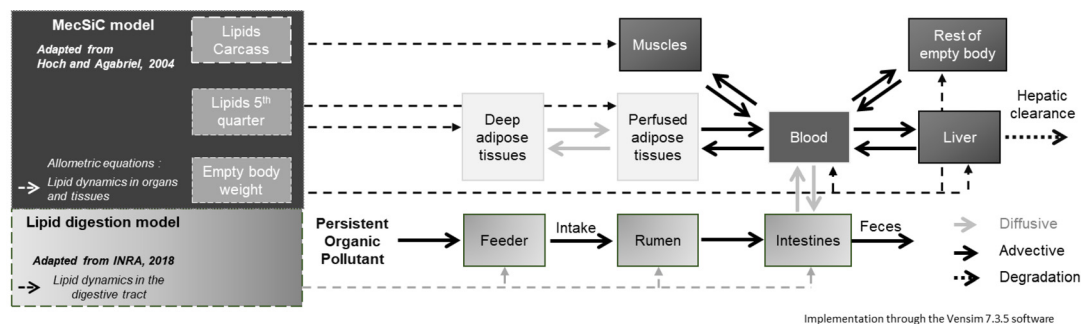 MecSiC model
Adapted from
Hoch and Agabriel, 2004
Lipids
Carcass
Lipids 5th
quarter
Allometric equations :
Lipid dynamics in organs
and tissues
Empty body
weight
Lipid digestion model
Adapted from INRA, 2018
Lipid dynamics in the
digestive tract
Muscles
Rest of
empty body
Deep
adipose
tissues
Perfused
adipose
tissues
Blood
Liver
Hepatic
clearance
Persistent
Organic
Pollutant
Feeder
Intake
Rumen
Intestines
Feces
Diffusive
Advective
Degradation
Implementation through the Vensim 7.3.5 software